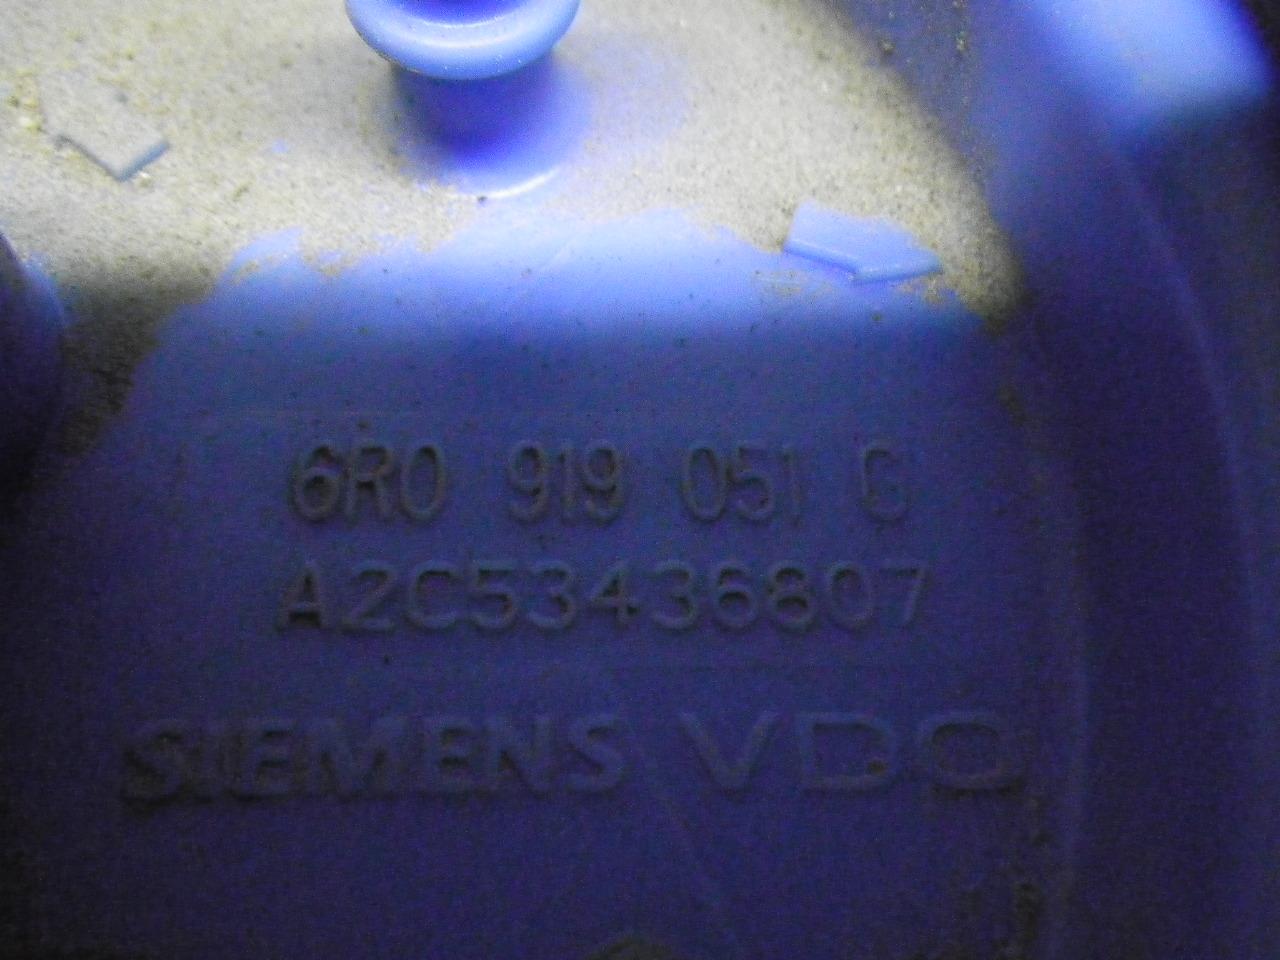 6R0 919 051 G
A2C53436807
SIEMENS VDO